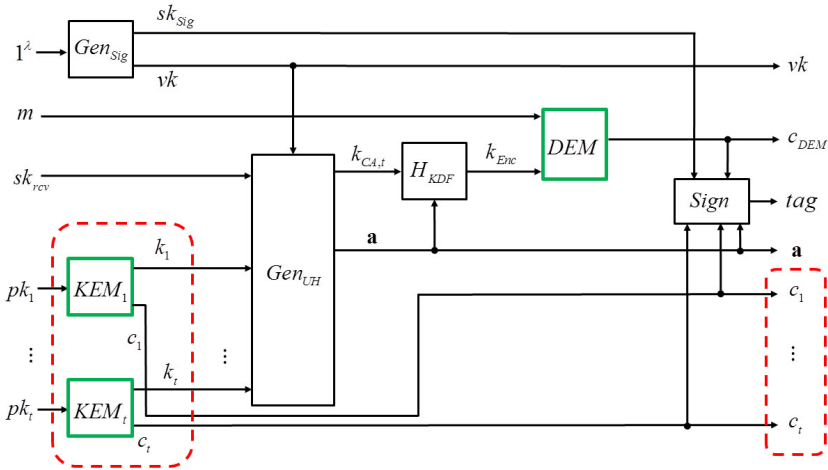 sk_Sig
1^λ Gen_Sig
vk vk
m
DEM c_DEM
k_CA,t H_KDF k_Enc
sk_rcv
Sign tag
a a
k_1
Gen_UH
pk_1 KEM_1 c_1
c_1
⋮ ⋮ ⋮
k_t
pk_t KEM_t c_t
c_t